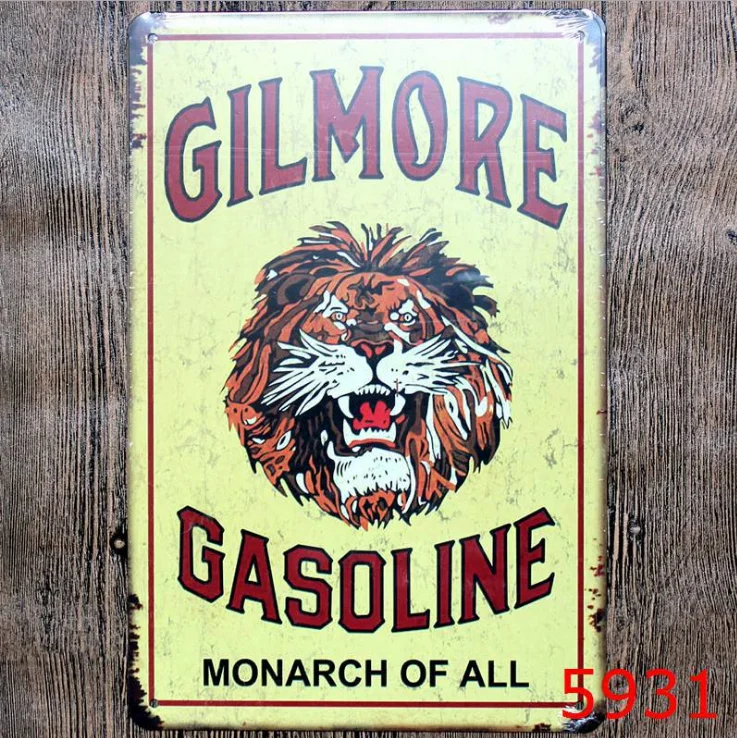 GILMORE
GASOLINE
MONARCH OF ALL
5931